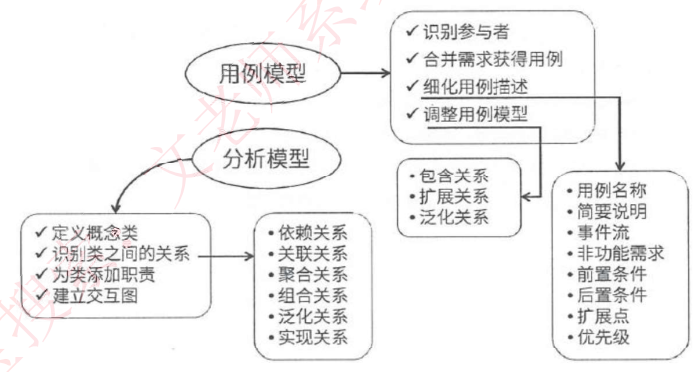 用例模型
✓ 识别参与者
✓ 合并需求获得用例
✓ 细化用例描述
✓ 调整用例模型
分析模型
• 包含关系
• 扩展关系
• 泛化关系
• 用例名称
• 简要说明
• 事件流
• 非功能需求
• 前置条件
• 后置条件
• 扩展点
• 优先级
✓ 定义概念类
✓ 识别类之间的关系
✓ 为类添加职责
✓ 建立交互图
• 依赖关系
• 关联关系
• 聚合关系
• 组合关系
• 泛化关系
• 实现关系